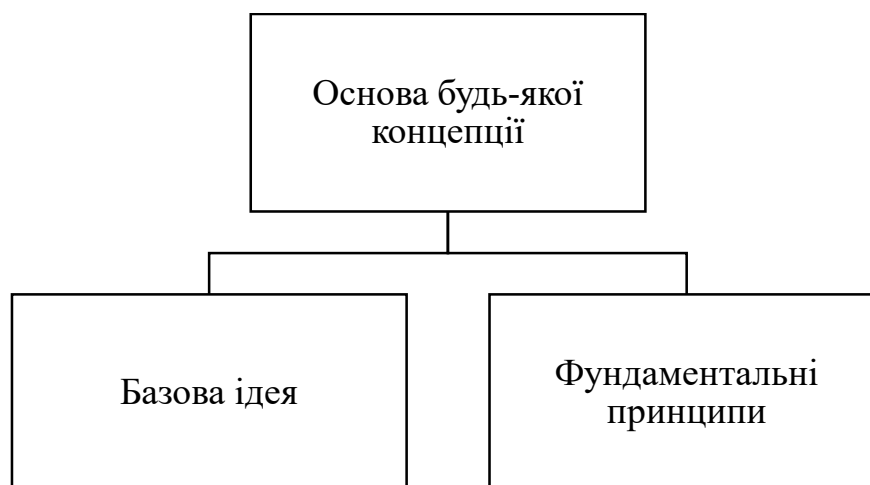 Основа будь-якої
концепції
Базова ідея
Фундаментальні
принципи